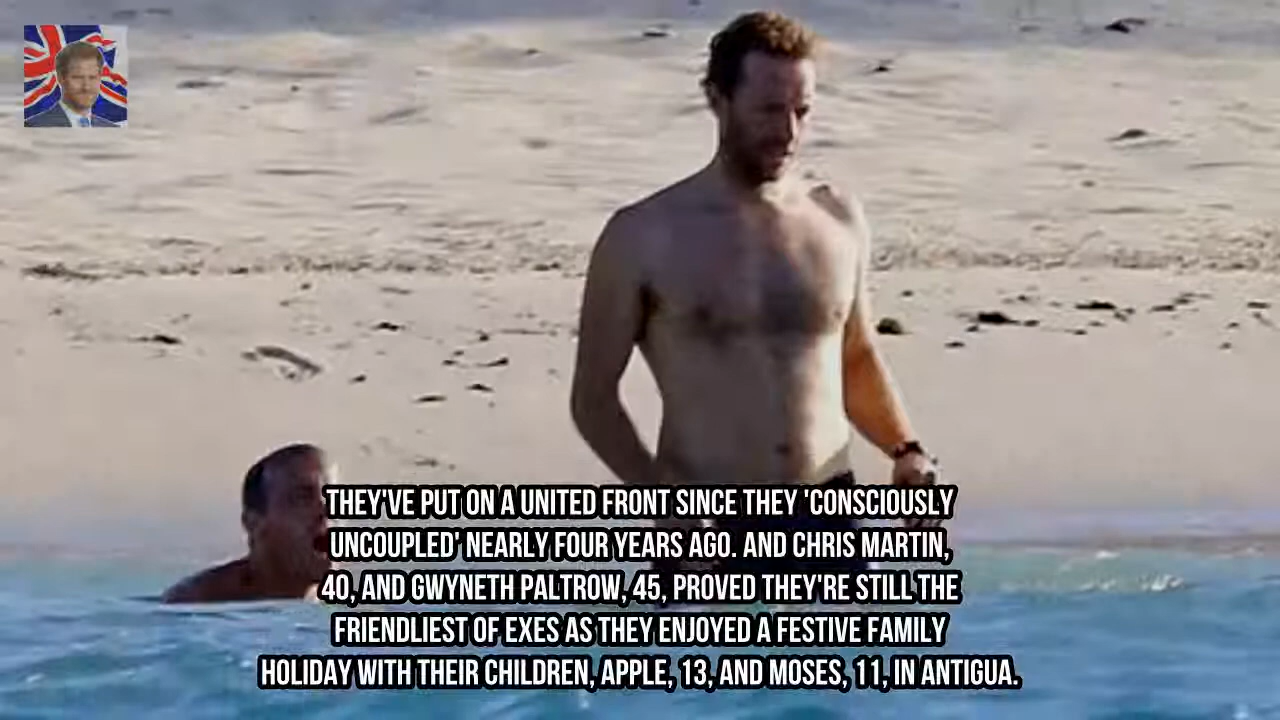 THEY'VE PUT ON A UNITED FRONT SINCE THEY 'CONSCIOUSLY
UNCOUPLED' NEARLY FOUR YEARS AGO. AND CHRIS MARTIN,
40, AND GWYNETH PALTROW, 45, PROVED THEY'RE STILL THE
FRIENDLIEST OF EXES AS THEY ENJOYED A FESTIVE FAMILY
HOLIDAY WITH THEIR CHILDREN, APPLE, 13, AND MOSES, 11, IN ANTIGUA.